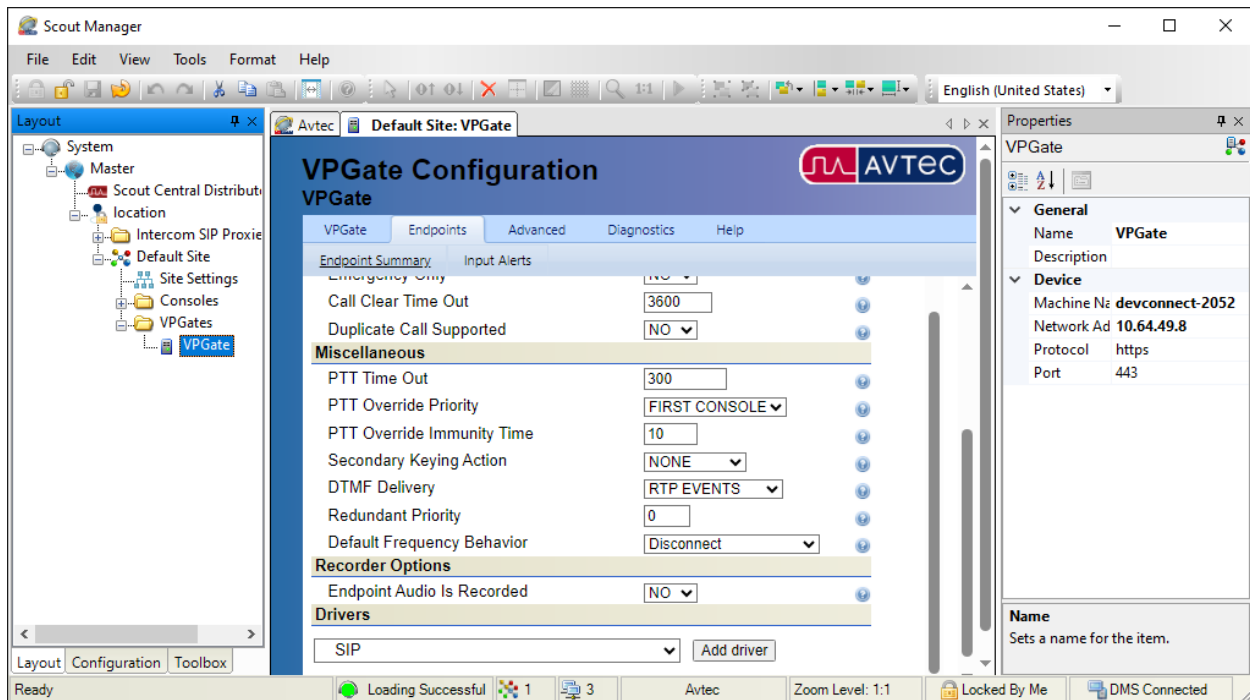 Scout Manager
File Edit View Tools Format Help
English (United States)
Layout
System
Master
Scout Central Distribut
location
Intercom SIP Proxie
Default Site
Site Settings
Consoles
VPGates
VPGate
Layout Configuration Toolbox
Avtec Default Site: VPGate
VPGate Configuration
VPGate
AVTEC
VPGate Endpoints Advanced Diagnostics Help
Endpoint Summary Input Alerts
Emergency Only NO
Call Clear Time Out 3600
Duplicate Call Supported NO
Miscellaneous
PTT Time Out 300
PTT Override Priority FIRST CONSOLE
PTT Override Immunity Time 10
Secondary Keying Action NONE
DTMF Delivery RTP EVENTS
Redundant Priority 0
Default Frequency Behavior Disconnect
Recorder Options
Endpoint Audio Is Recorded NO
Drivers
SIP Add driver
Properties
VPGate
General
Name VPGate
Description
Device
Machine Na devconnect-2052
Network Ad 10.64.49.8
Protocol https
Port 443
Name
Sets a name for the item.
Ready Loading Successful 1 3 Avtec Zoom Level: 1:1 Locked By Me DMS Connected